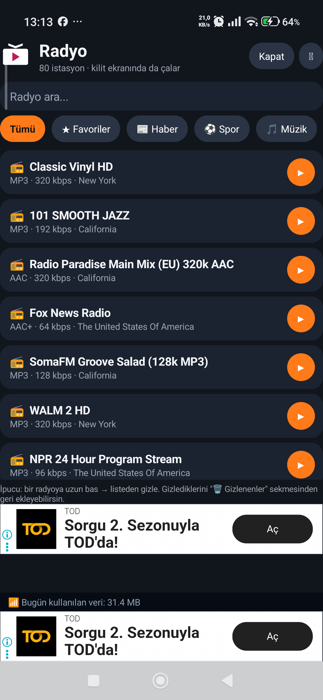 13:13
21,0 KB/s
64%
Radyo
80 istasyon · kilit ekranında da çalar
Kapat
Radyo ara...
Tümü
★ Favoriler
📰 Haber
⚽ Spor
🎵 Müzik
Classic Vinyl HD
MP3 · 320 kbps · New York
101 SMOOTH JAZZ
MP3 · 192 kbps · California
Radio Paradise Main Mix (EU) 320k AAC
AAC · 320 kbps · California
Fox News Radio
AAC+ · 64 kbps · The United States Of America
SomaFM Groove Salad (128k MP3)
MP3 · 128 kbps · California
WALM 2 HD
MP3 · 320 kbps · New York
NPR 24 Hour Program Stream
MP3 · 96 kbps · The United States Of America
İpucu: bir radyoya uzun bas → listeden gizle. Gizlediklerini "🗑 Gizlenenler" sekmesinden
geri ekleyebilirsin.
TOD
TOD
Sorgu 2. Sezonuyla
TOD'da!
Aç
📶 Bugün kullanılan veri: 31.4 MB
TOD
TOD
Sorgu 2. Sezonuyla
TOD'da!
Aç